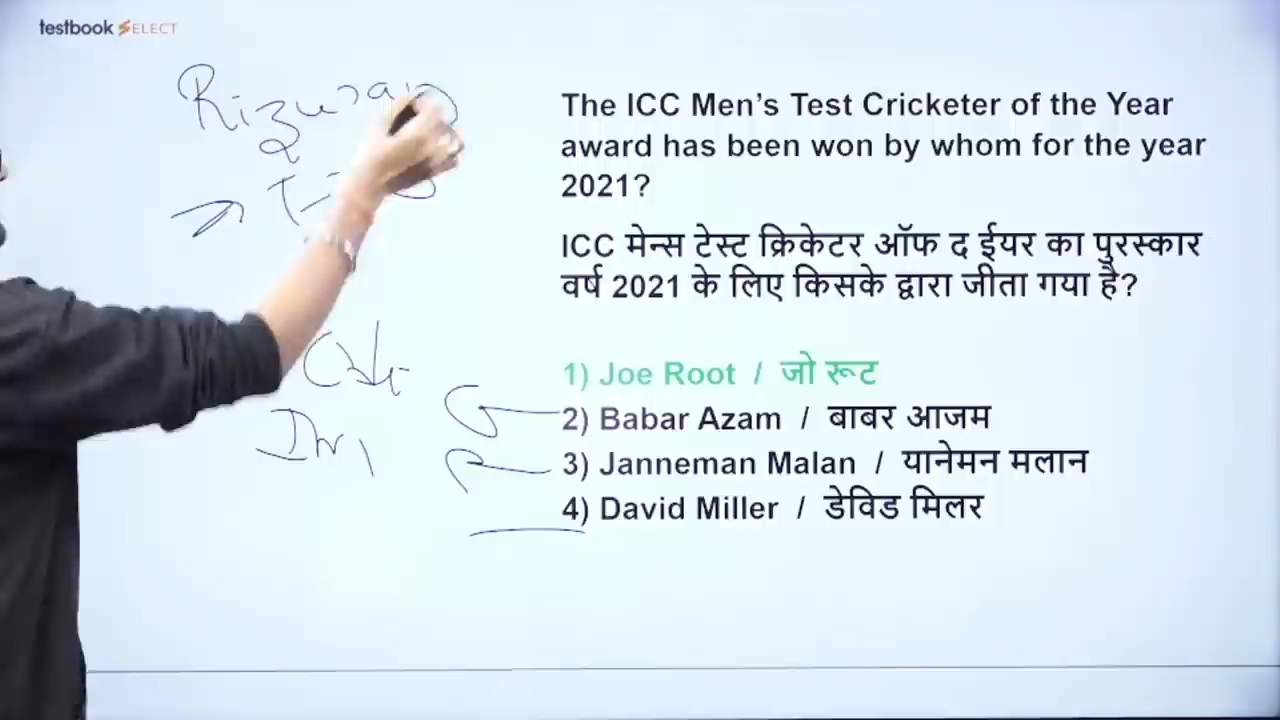 testbook SELECT
Rizwan
The ICC Men's Test Cricketer of the Year
award has been won by whom for the year
2021?
ICC मेन्स टेस्ट क्रिकेटर ऑफ द ईयर का पुरस्कार
वर्ष 2021 के लिए किसके द्वारा जीता गया है?
1) Joe Root / जो रूट
2) Babar Azam / बाबर आजम
3) Janneman Malan / यानेमन मलान
4) David Miller / डेविड मिलर